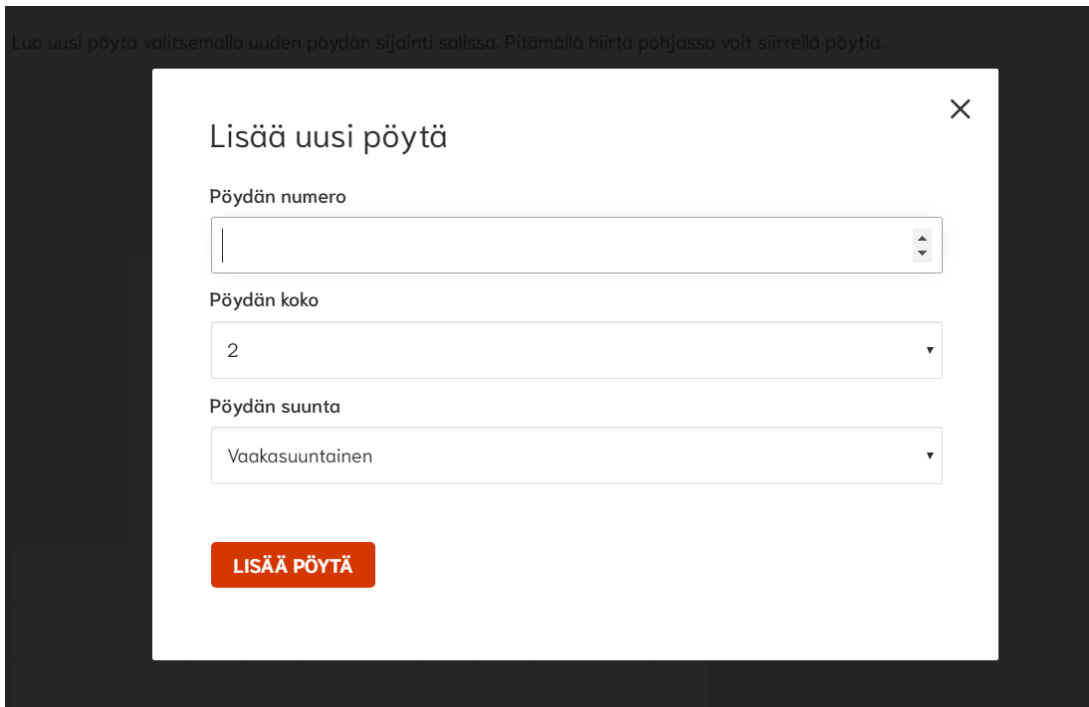 Luo uusi pöytä valitsemalla uuden pöydän sijainti salissa. Pitämällä hiirtä pohjassa voit siirrellä pöytiä.
Lisää uusi pöytä
Pöydän numero
Pöydän koko
2
Pöydän suunta
Vaakasuuntainen
LISÄÄ PÖYTÄ